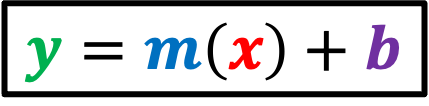 y = m(x) + b